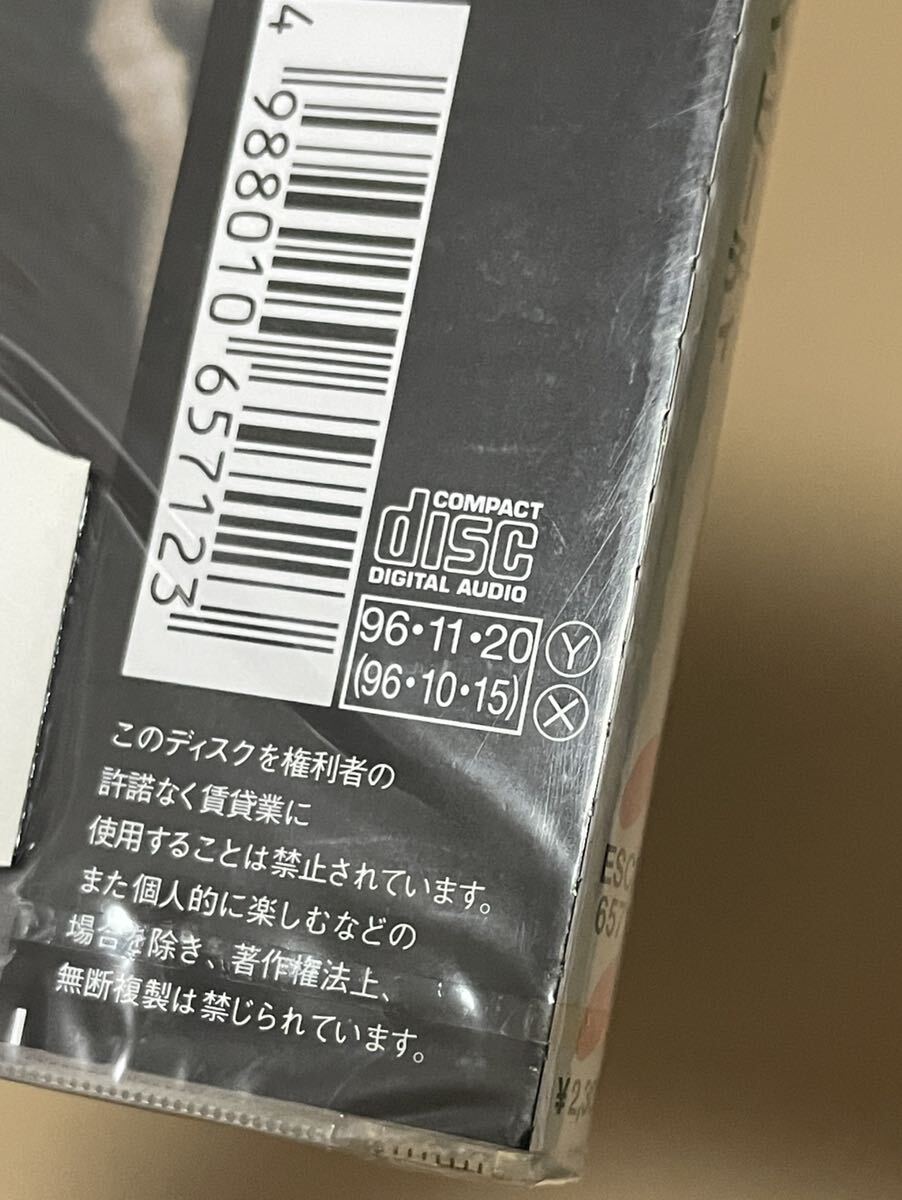 4 988010 657123
COMPACT
disc
DIGITAL AUDIO
96・11・20 Y
(96・10・15) X
このディスクを権利者の
許諾なく賃貸業に
使用することは禁止されています。
また個人的に楽しむなどの
場合を除き、著作権法上、
無断複製は禁じられています。
ESC
657
¥2,3